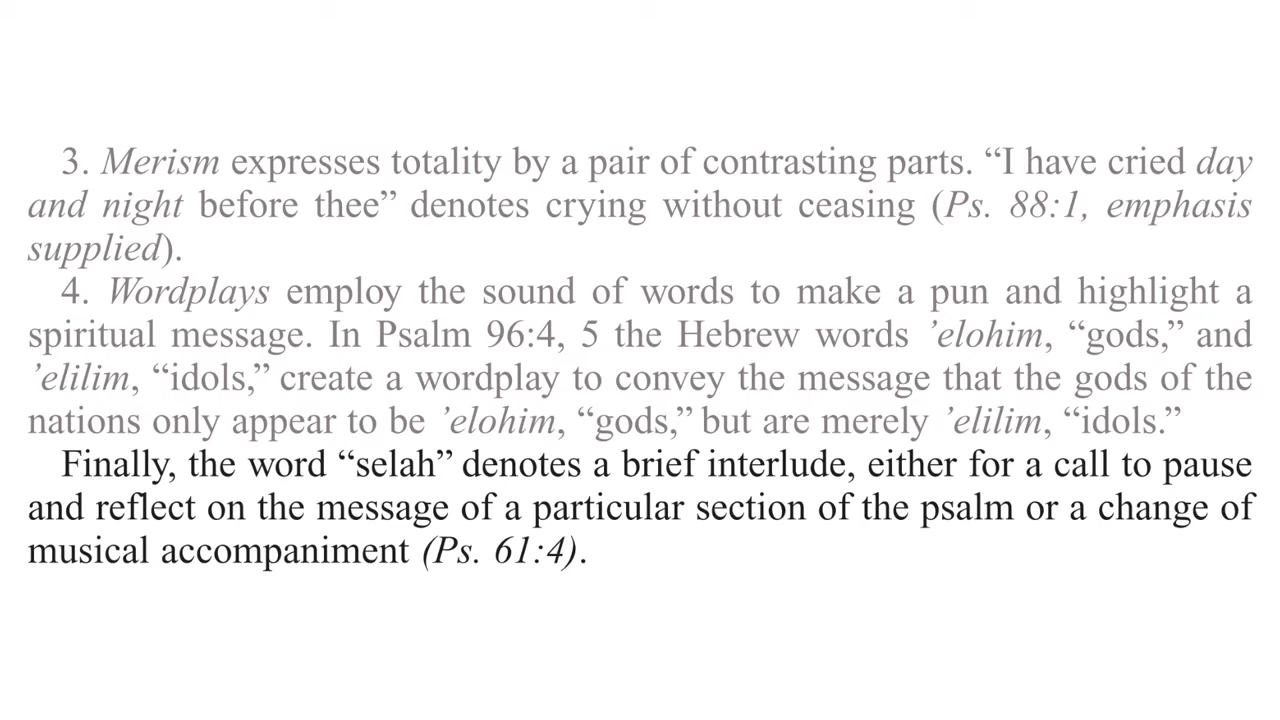 3. Merism expresses totality by a pair of contrasting parts. “I have cried day
and night before thee” denotes crying without ceasing (Ps. 88:1, emphasis
supplied).
4. Wordplays employ the sound of words to make a pun and highlight a
spiritual message. In Psalm 96:4, 5 the Hebrew words ’elohim, “gods,” and
’elilim, “idols,” create a wordplay to convey the message that the gods of the
nations only appear to be ’elohim, “gods,” but are merely ’elilim, “idols.”
Finally, the word “selah” denotes a brief interlude, either for a call to pause
and reflect on the message of a particular section of the psalm or a change of
musical accompaniment (Ps. 61:4).